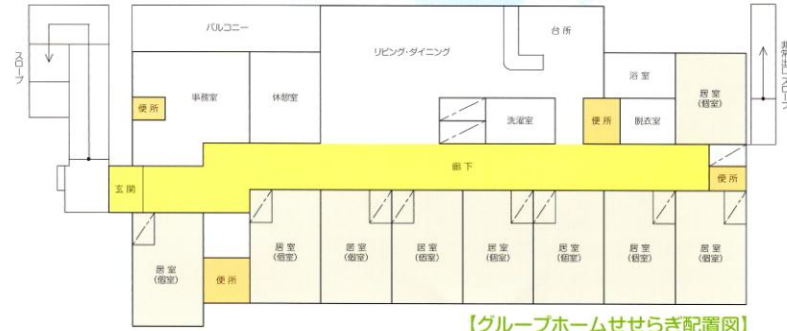 バルコニー
リビング・ダイニング
台所
スロープ
非常出口スロープ
事務室
休憩室
便所
洗濯室
便所
浴室
脱衣室
居室
(個室)
玄関
廊下
便所
居室
(個室)
便所
居室
(個室)
居室
(個室)
居室
(個室)
居室
(個室)
居室
(個室)
居室
(個室)
居室
(個室)
【グループホームせせらぎ配置図】